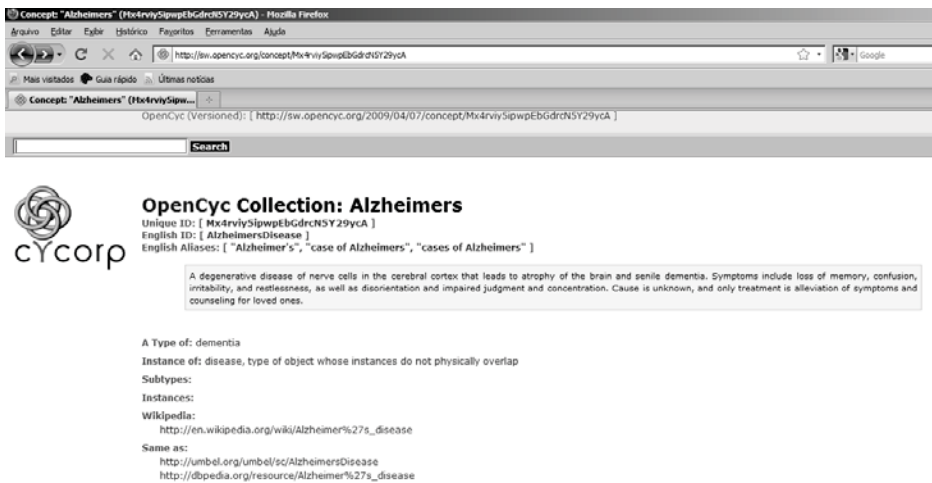 Concept: "Alzheimers" (Mx4rviy5ipwpEbGdrcN5Y29ycA) - Mozilla Firefox
Arquivo Editar Exibir Histórico Favoritos Ferramentas Ajuda
http://sw.opencyc.org/concept/Mx4rviy5ipwpEbGdrcN5Y29ycA
Google
Mais visitados Guia rápido Últimas notícias
Concept: "Alzheimers" (Mx4rviy5ipw...
OpenCyc (Versioned): [ http://sw.opencyc.org/2009/04/07/concept/Mx4rviy5ipwpEbGdrcN5Y29ycA ]
Search
cYcorp
OpenCyc Collection: Alzheimers
Unique ID: [ Mx4rviy5ipwpEbGdrcN5Y29ycA ]
English ID: [ AlzheimersDisease ]
English Aliases: [ "Alzheimer's", "case of Alzheimers", "cases of Alzheimers" ]
A degenerative disease of nerve cells in the cerebral cortex that leads to atrophy of the brain and senile dementia. Symptoms include loss of memory, confusion,
irritability, and restlessness, as well as disorientation and impaired judgment and concentration. Cause is unknown, and only treatment is alleviation of symptoms and
counseling for loved ones.
A Type of: dementia
Instance of: disease, type of object whose instances do not physically overlap
Subtypes:
Instances:
Wikipedia:
http://en.wikipedia.org/wiki/Alzheimer%27s_disease
Same as:
http://umbel.org/umbel/sc/AlzheimersDisease
http://dbpedia.org/resource/Alzheimer%27s_disease